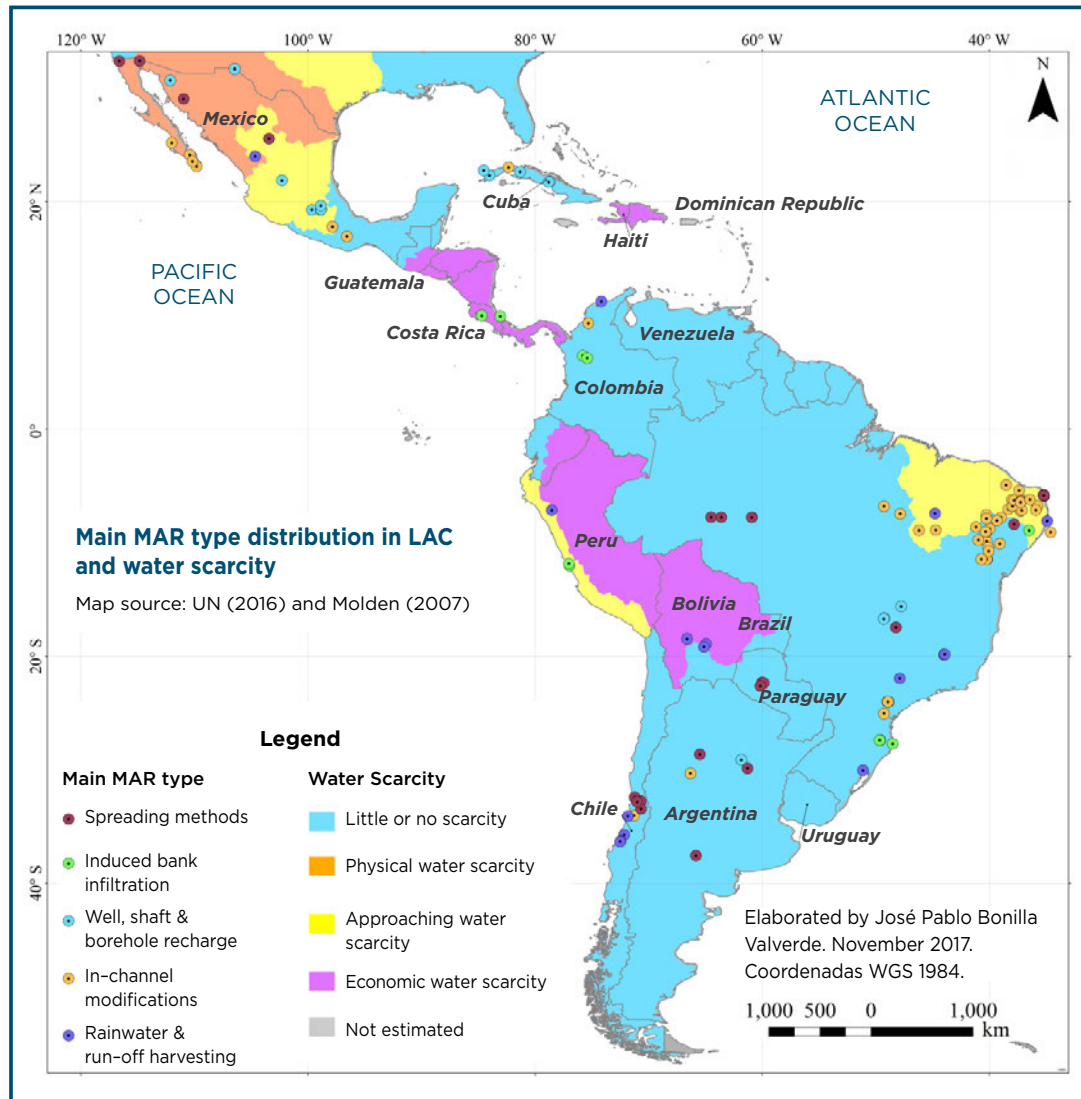 120° W
100° W
80° W
60° W
40° W
N
ATLANTIC
OCEAN
Mexico
20° N
Cuba
Dominican Republic
Haiti
PACIFIC
OCEAN
Guatemala
Costa Rica
Venezuela
Colombia
0°
Main MAR type distribution in LAC
and water scarcity
Map source: UN (2016) and Molden (2007)
Peru
Bolivia
Brazil
20° S
Paraguay
Chile
Argentina
Uruguay
40° S
Legend
Main MAR type
Spreading methods
Induced bank
infiltration
Well, shaft &
borehole recharge
In–channel
modifications
Rainwater &
run–off harvesting
Water Scarcity
Little or no scarcity
Physical water scarcity
Approaching water
scarcity
Economic water scarcity
Not estimated
Elaborated by José Pablo Bonilla
Valverde. November 2017.
Coordenadas WGS 1984.
1,000 500 0 1,000
km